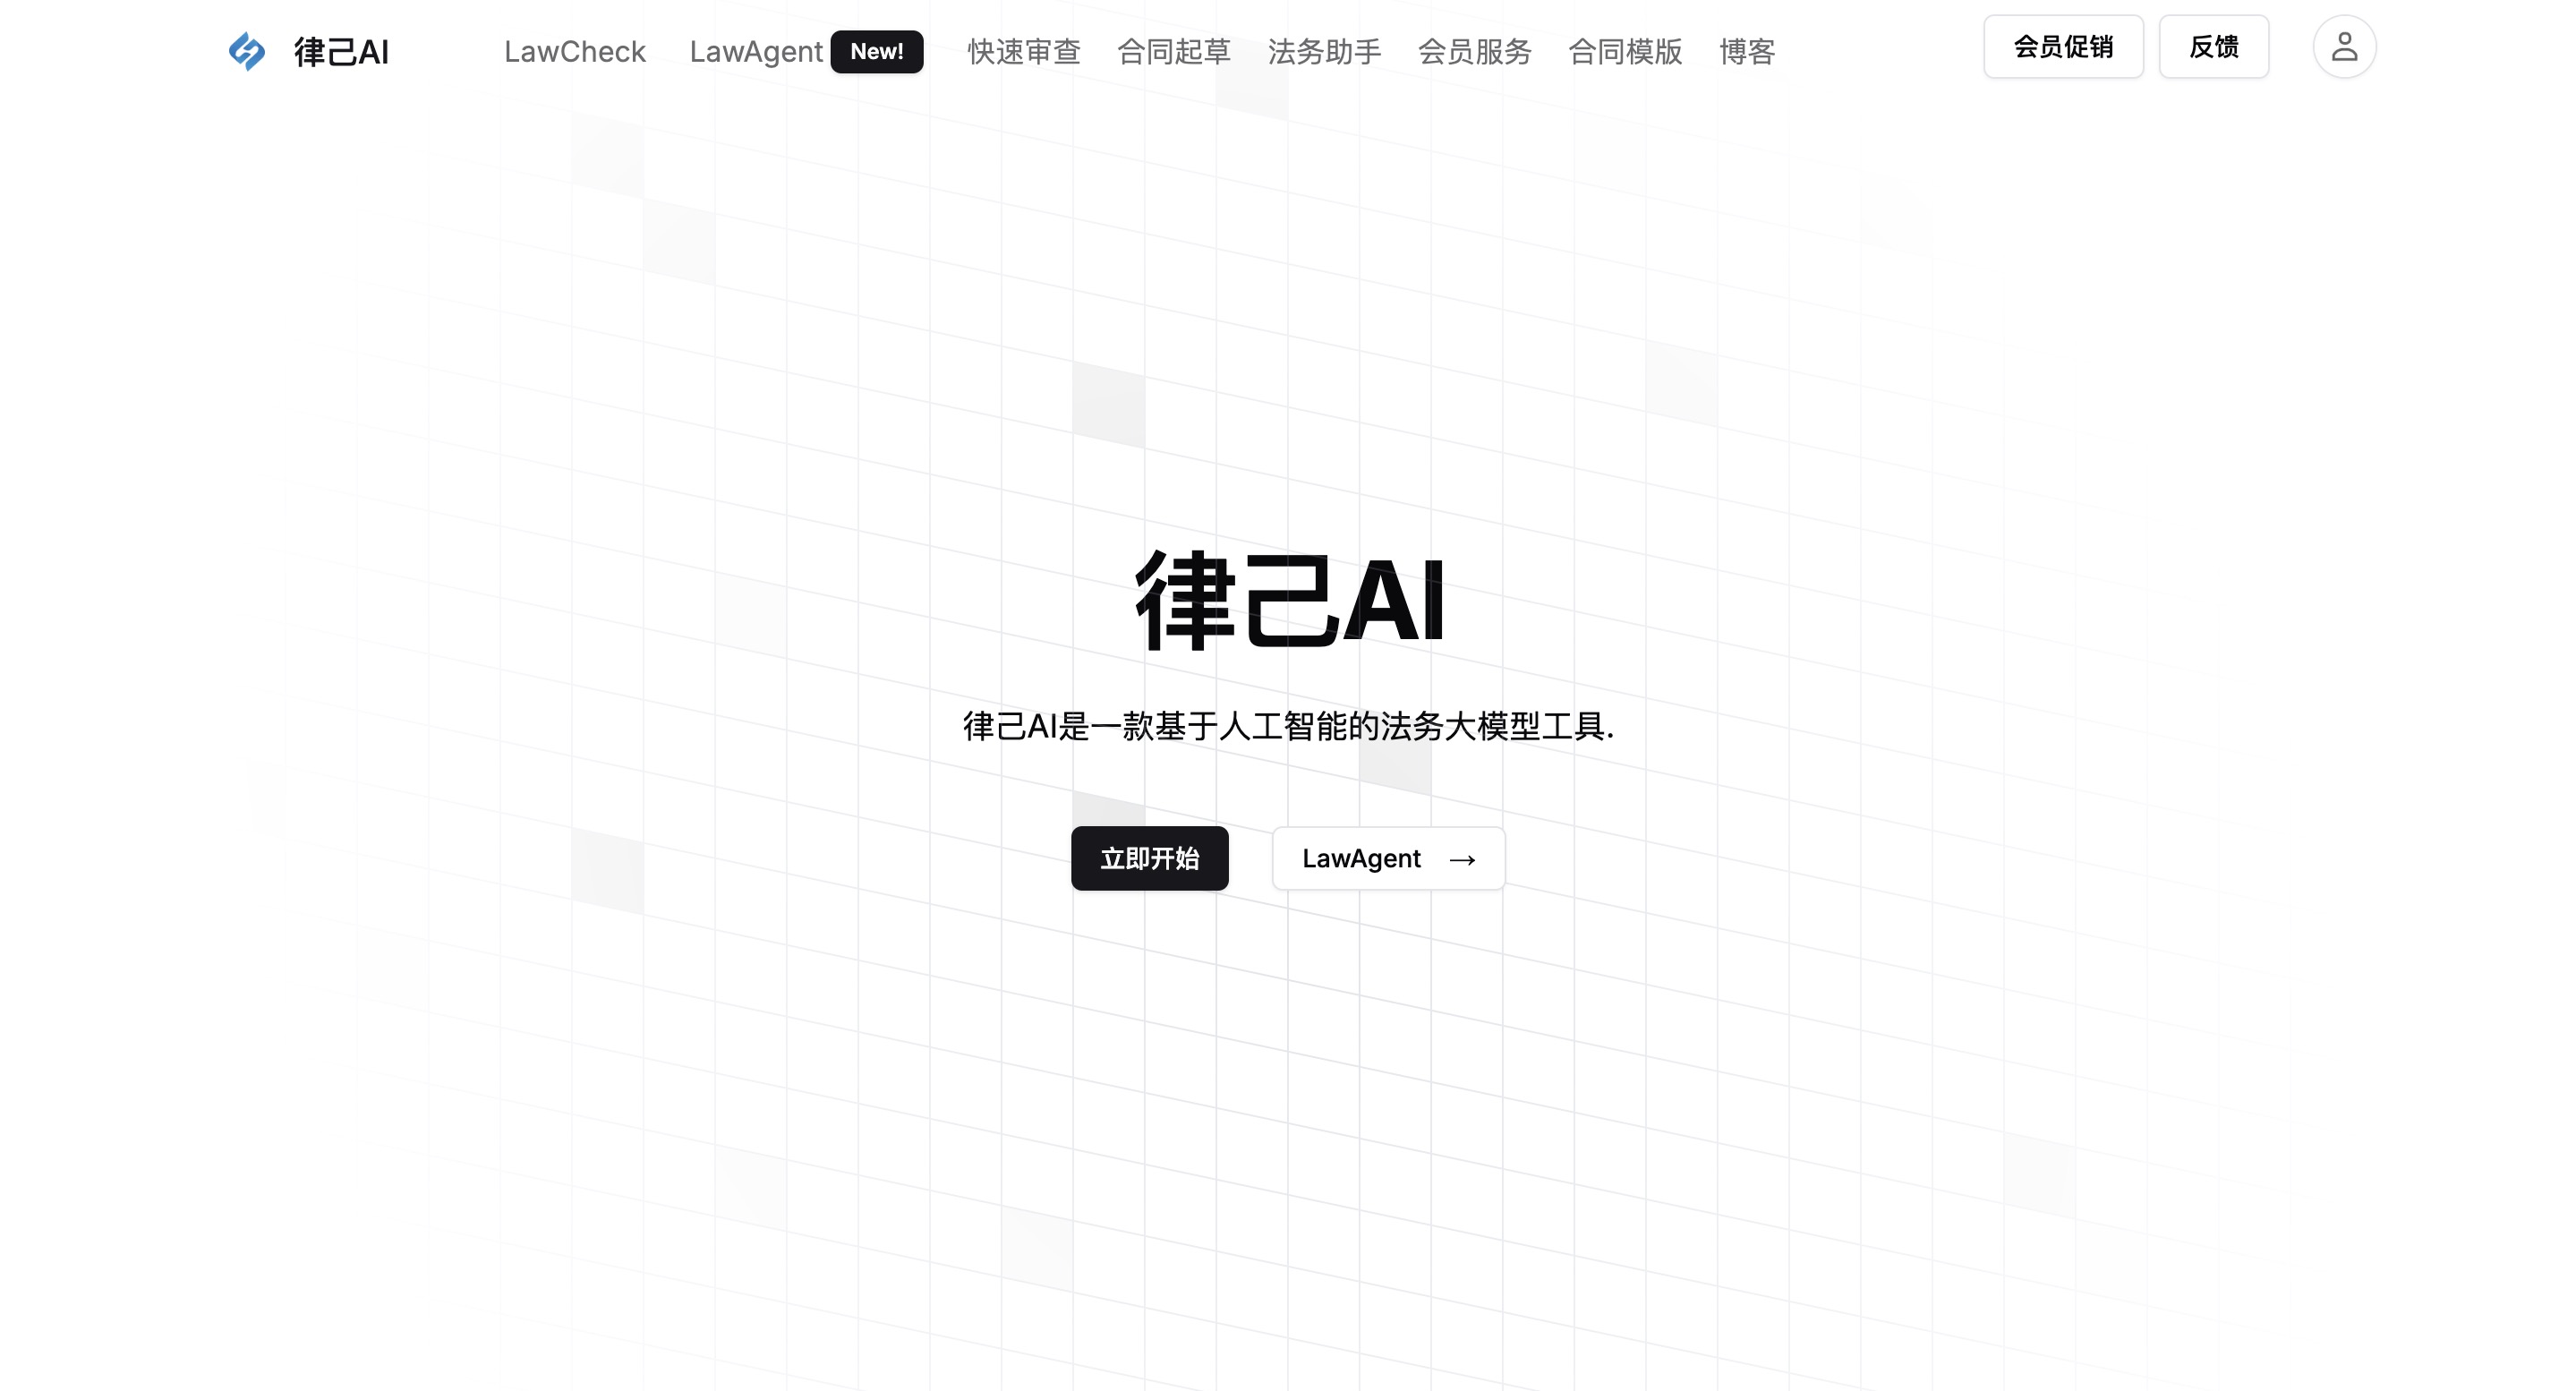 律己AI LawCheck LawAgent New! 快速审查 合同起草 法务助手 会员服务 合同模版 博客 会员促销 反馈
律己AI
律己AI是一款基于人工智能的法务大模型工具.
立即开始 LawAgent →